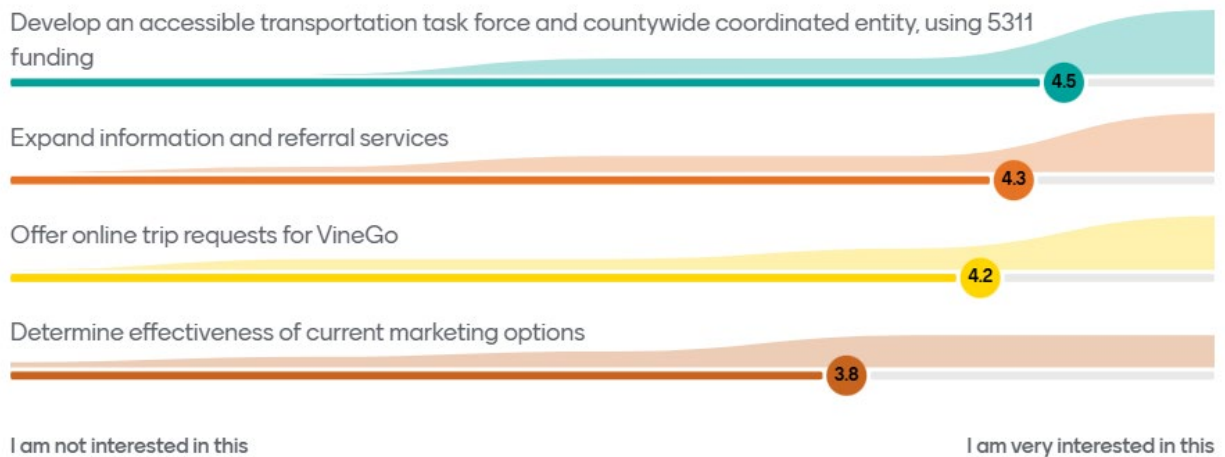 Develop an accessible transportation task force and countywide coordinated entity, using 5311
funding
4.5
Expand information and referral services
4.3
Offer online trip requests for VineGo
4.2
Determine effectiveness of current marketing options
3.8
I am not interested in this
I am very interested in this